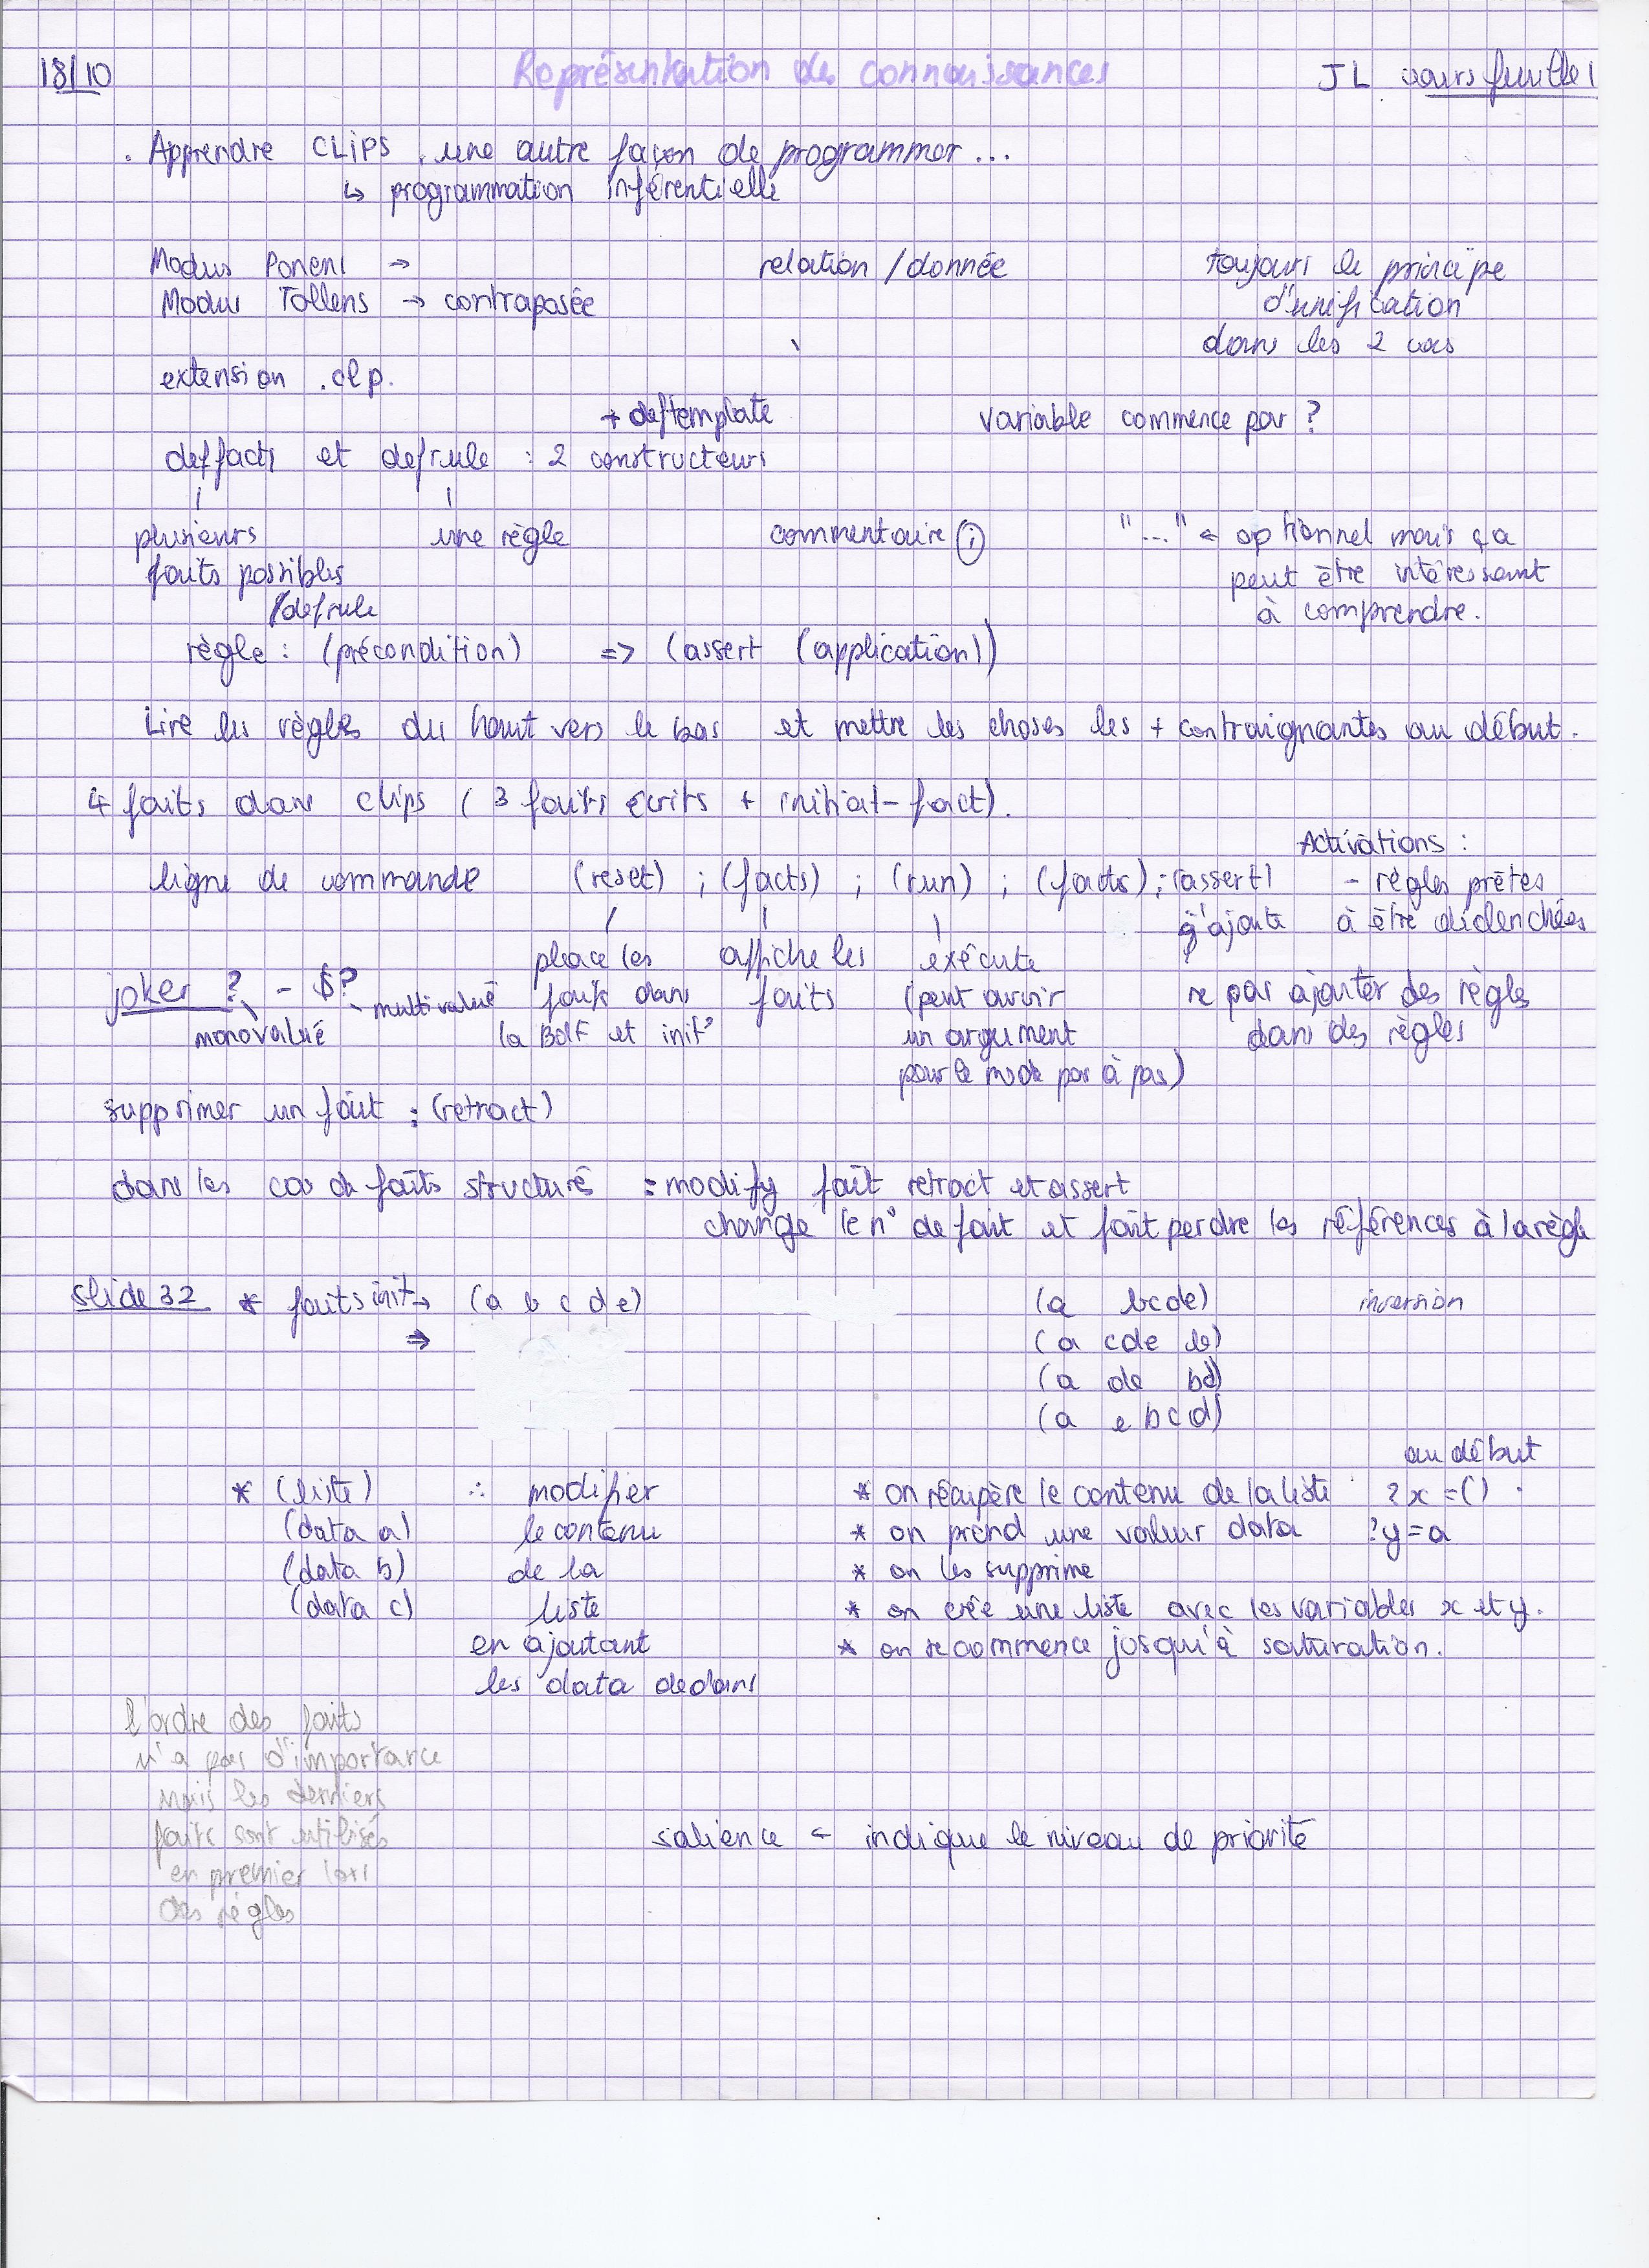 18/10 Représentation des connaissances JL cours feuille 1
. Apprendre CLIPS, une autre façon de programmer...
↳ programmation inférentielle
Modus Ponens → relation / donnée toujours le principe
Modus Tollens → contraposée d'unification
dans les 2 cas
extension .clp.
+ deftemplate variable commence par ?
deffacts et defrule : 2 constructeurs
plusieurs une règle commentaire ; "..." ← optionnel mais ça
faits possibles peut être intéressant
/defrule à comprendre.
règle : (précondition) => (assert (application))
Lire les règles du haut vers le bas et mettre les choses les + contraignantes au début.
4 faits dans clips (3 faits écrits + initial-fact).
Activations :
ligne de commande (reset) ; (facts) ; (run) ; (facts) ; (assert) - règles prêtes
j'ajoute à être déclenchées
place les affiche les exécute
joker ? - $? multivalué faits dans faits (peut avoir ne pas ajouter des règles
monovalué la BdF et init° un argument dans des règles
pour le mode pas à pas)
supprimer un fait : (retract)
dans les cas de faits structuré : modify fait retract et assert
change le n° de fait et fait perdre les références à la règle
slide 32 * faits init → (a b c d e) (a bcde) inversion
⇒ (a cde b)
(a de bd)
(a e bcd)
au début
* (liste) ∴ modifier * on récupère le contenu de la liste ?x = () .
(data a) le contenu * on prend une valeur data ?y = a
(data b) de la * on les supprime
(data c) liste * on crée une liste avec les variables x et y.
en ajoutant * on recommence jusqu'à saturation.
les data dedans
l'ordre des faits
n'a pas d'importance
mais les derniers
faits sont utilisés salience ← indique le niveau de priorité
en premier lors
des règles